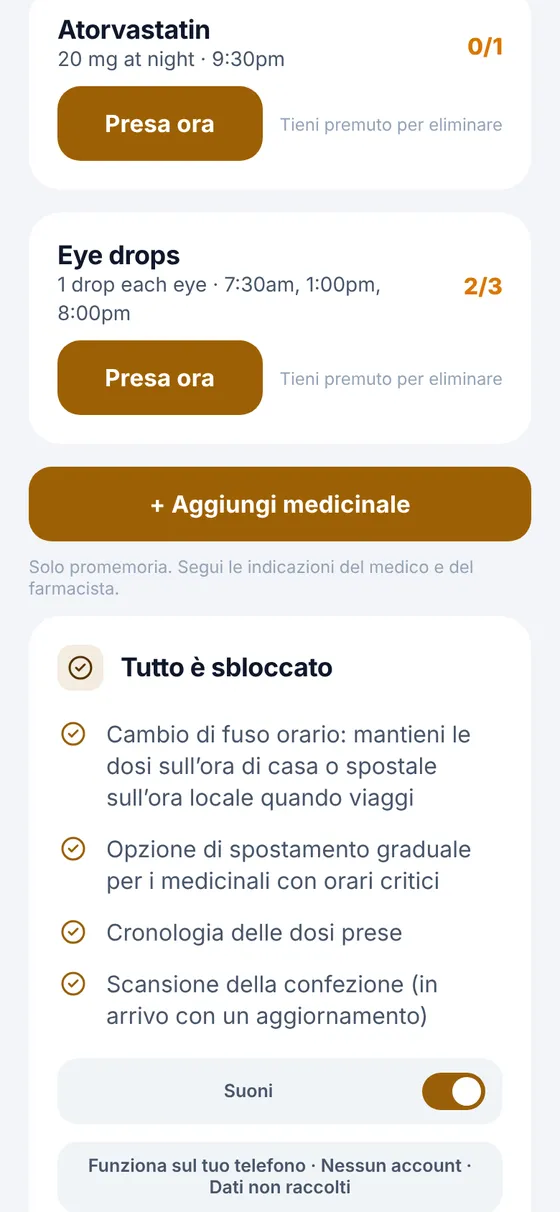 Atorvastatin
20 mg at night · 9:30pm
0/1
Presa ora
Tieni premuto per eliminare
Eye drops
1 drop each eye · 7:30am, 1:00pm,
8:00pm
2/3
Presa ora
Tieni premuto per eliminare
+ Aggiungi medicinale
Solo promemoria. Segui le indicazioni del medico e del
farmacista.
Tutto è sbloccato
Cambio di fuso orario: mantieni le
dosi sull’ora di casa o spostale
sull’ora locale quando viaggi
Opzione di spostamento graduale
per i medicinali con orari critici
Cronologia delle dosi prese
Scansione della confezione (in
arrivo con un aggiornamento)
Suoni
Funziona sul tuo telefono · Nessun account ·
Dati non raccolti